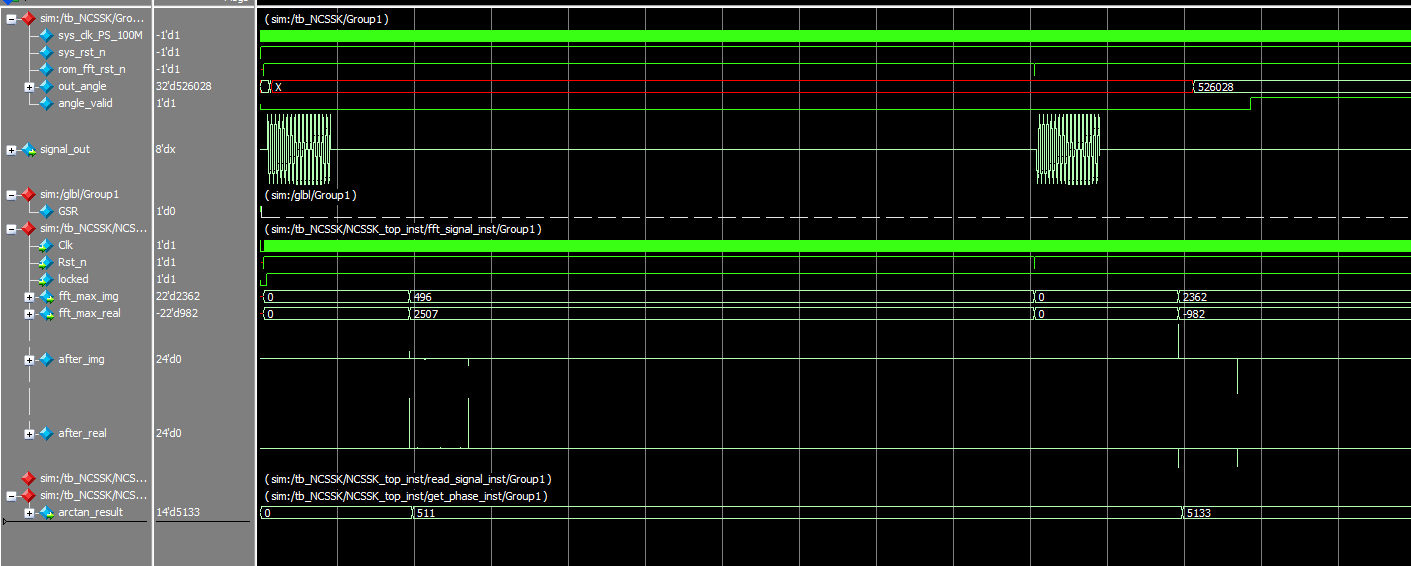 sim:/tb_NCSSK/Gro... ( sim:/tb_NCSSK/Group1 )
sys_clk_PS_100M -1'd1
sys_rst_n -1'd1
rom_fft_rst_n -1'd1
out_angle 32'd526028 X 526028
angle_valid 1'd1
signal_out 8'dx
sim:/glbl/Group1 ( sim:/glbl/Group1 )
GSR 1'd0
sim:/tb_NCSSK/NCS... ( sim:/tb_NCSSK/NCSSK_top_inst/fft_signal_inst/Group1 )
Clk 1'd1
Rst_n 1'd1
locked 1'd1
fft_max_img 22'd2362 0 496 0 2362
fft_max_real -22'd982 0 2507 0 -982
after_img 24'd0
after_real 24'd0
sim:/tb_NCSSK/NCS... ( sim:/tb_NCSSK/NCSSK_top_inst/read_signal_inst/Group1 )
sim:/tb_NCSSK/NCS... ( sim:/tb_NCSSK/NCSSK_top_inst/get_phase_inst/Group1 )
arctan_result 14'd5133 0 511 5133